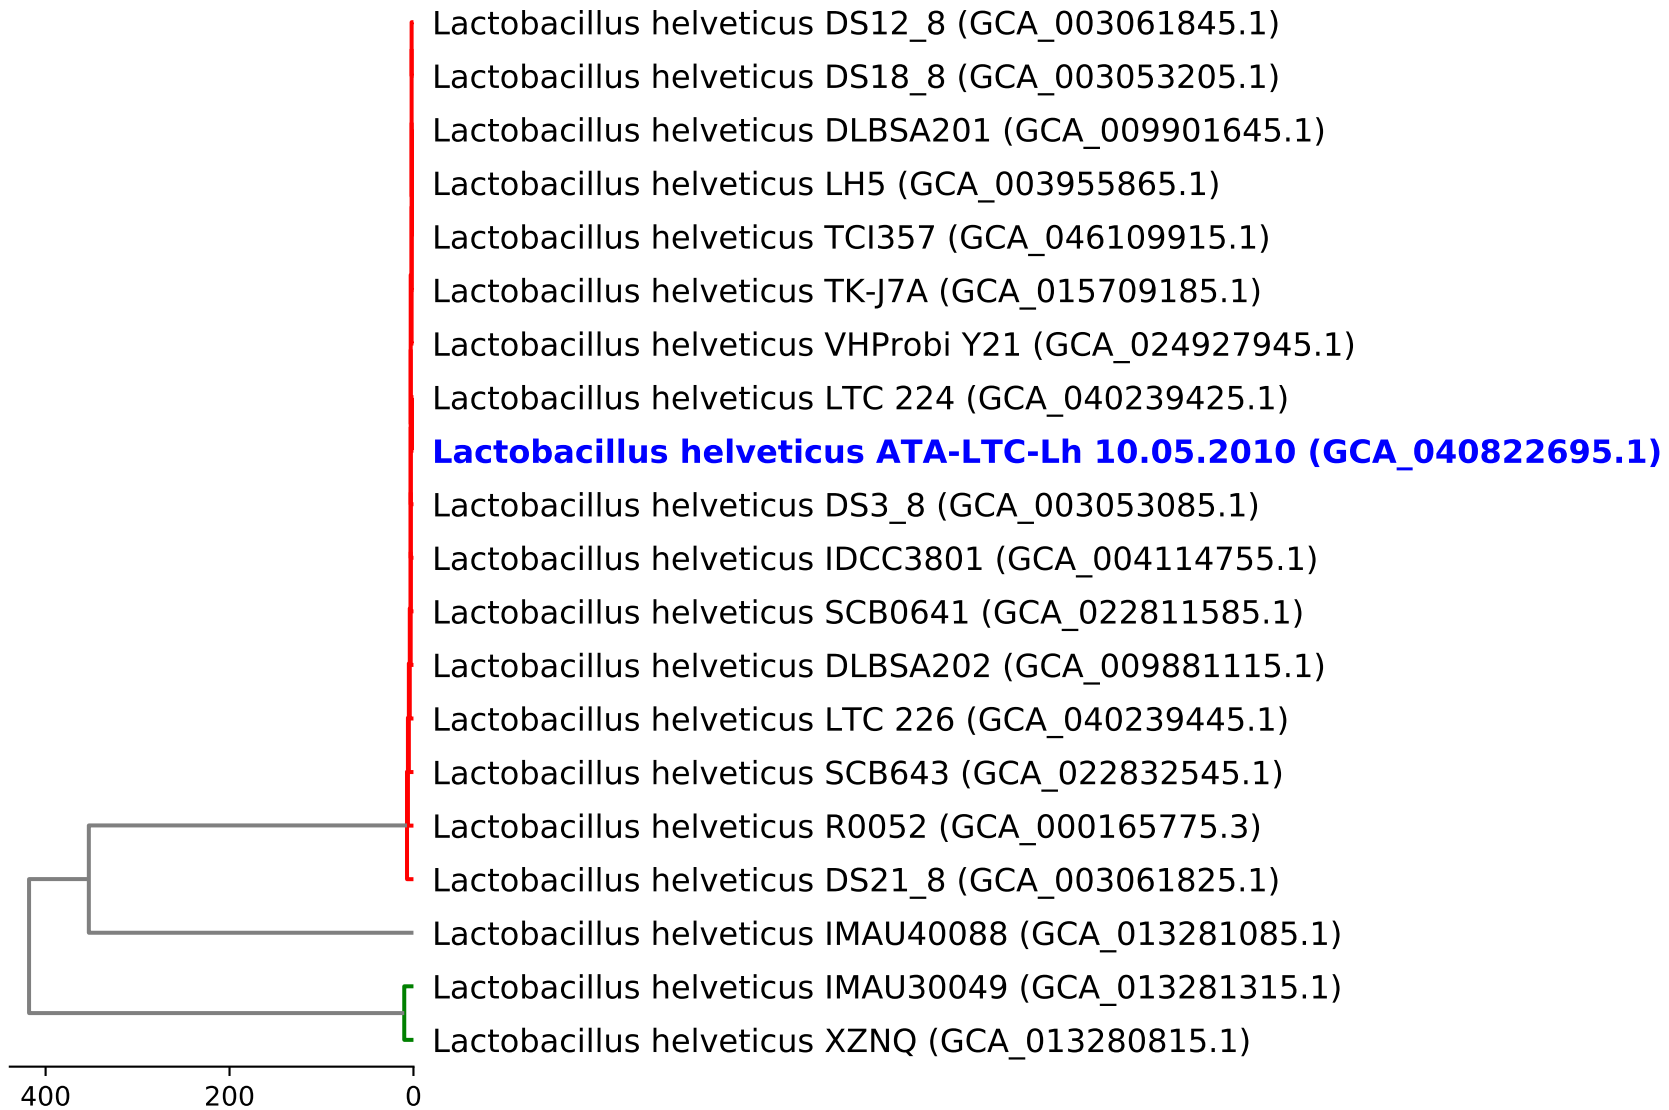 Lactobacillus helveticus DS12_8 (GCA_003061845.1)
Lactobacillus helveticus DS18_8 (GCA_003053205.1)
Lactobacillus helveticus DLBSA201 (GCA_009901645.1)
Lactobacillus helveticus LH5 (GCA_003955865.1)
Lactobacillus helveticus TCI357 (GCA_046109915.1)
Lactobacillus helveticus TK-J7A (GCA_015709185.1)
Lactobacillus helveticus VHProbi Y21 (GCA_024927945.1)
Lactobacillus helveticus LTC 224 (GCA_040239425.1)
Lactobacillus helveticus ATA-LTC-Lh 10.05.2010 (GCA_040822695.1)
Lactobacillus helveticus DS3_8 (GCA_003053085.1)
Lactobacillus helveticus IDCC3801 (GCA_004114755.1)
Lactobacillus helveticus SCB0641 (GCA_022811585.1)
Lactobacillus helveticus DLBSA202 (GCA_009881115.1)
Lactobacillus helveticus LTC 226 (GCA_040239445.1)
Lactobacillus helveticus SCB643 (GCA_022832545.1)
Lactobacillus helveticus R0052 (GCA_000165775.3)
Lactobacillus helveticus DS21_8 (GCA_003061825.1)
Lactobacillus helveticus IMAU40088 (GCA_013281085.1)
Lactobacillus helveticus IMAU30049 (GCA_013281315.1)
Lactobacillus helveticus XZNQ (GCA_013280815.1)
400 200 0